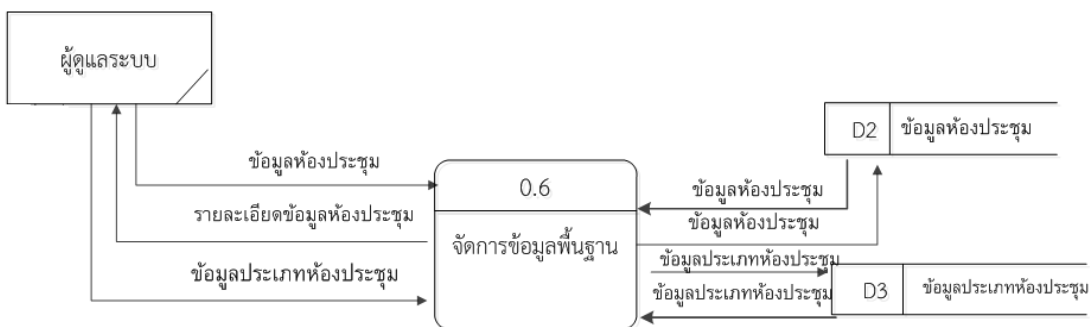 ผู้ดูแลระบบ
ข้อมูลห้องประชุม
รายละเอียดข้อมูลห้องประชุม
ข้อมูลประเภทห้องประชุม
0.6
จัดการข้อมูลพื้นฐาน
ข้อมูลห้องประชุม
ข้อมูลห้องประชุม
ข้อมูลประเภทห้องประชุม
ข้อมูลประเภทห้องประชุม
D2 ข้อมูลห้องประชุม
D3 ข้อมูลประเภทห้องประชุม